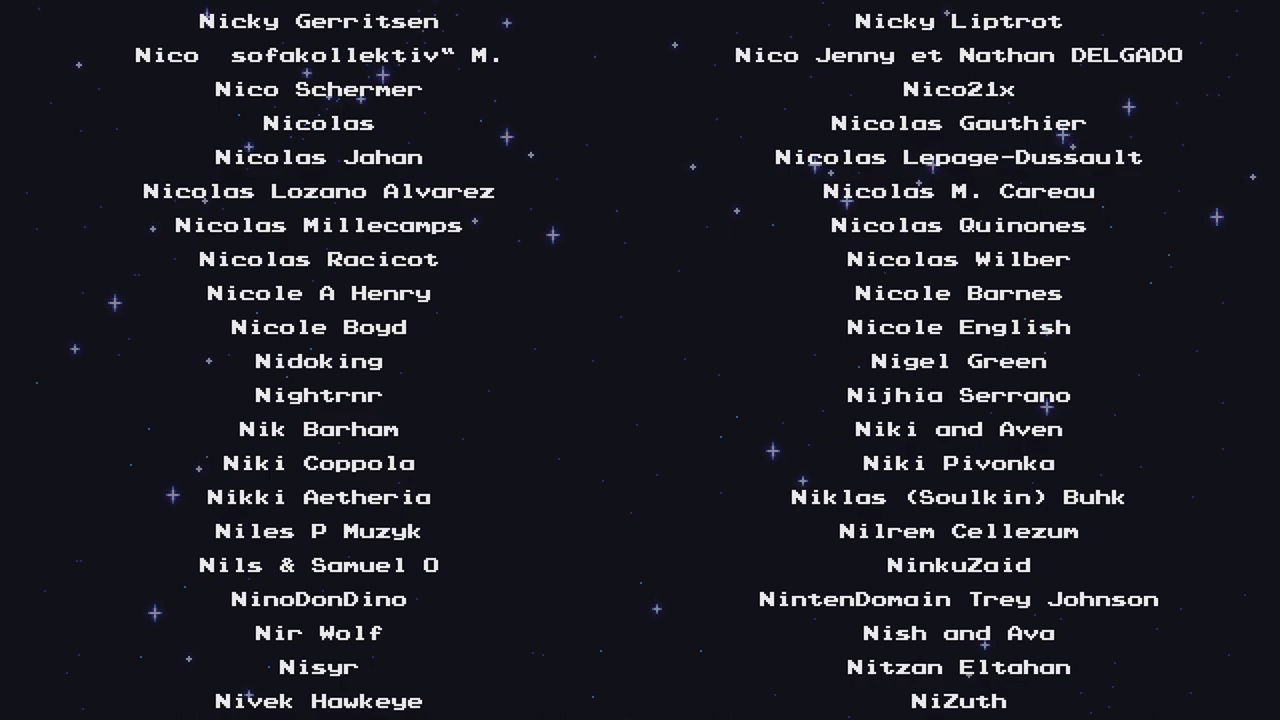 Nicky Gerritsen
Nicky Liptrot
Nico  sofakollektiv" M.
Nico Jenny et Nathan DELGADO
Nico Schermer
Nico21x
Nicolas
Nicolas Gauthier
Nicolas Jahan
Nicolas Lepage-Dussault
Nicolas Lozano Alvarez
Nicolas M. Careau
Nicolas Millecamps
Nicolas Quinones
Nicolas Racicot
Nicolas Wilber
Nicole A Henry
Nicole Barnes
Nicole Boyd
Nicole English
Nidoking
Nigel Green
Nightrnr
Nijhia Serrano
Nik Barham
Niki and Aven
Niki Coppola
Niki Pivonka
Nikki Aetheria
Niklas (Soulkin) Buhk
Niles P Muzyk
Nilrem Cellezum
Nils & Samuel O
NinkuZaid
NinoDonDino
NintenDomain Trey Johnson
Nir Wolf
Nish and Ava
Nisyr
Nitzan Eltahan
Nivek Hawkeye
NiZuth